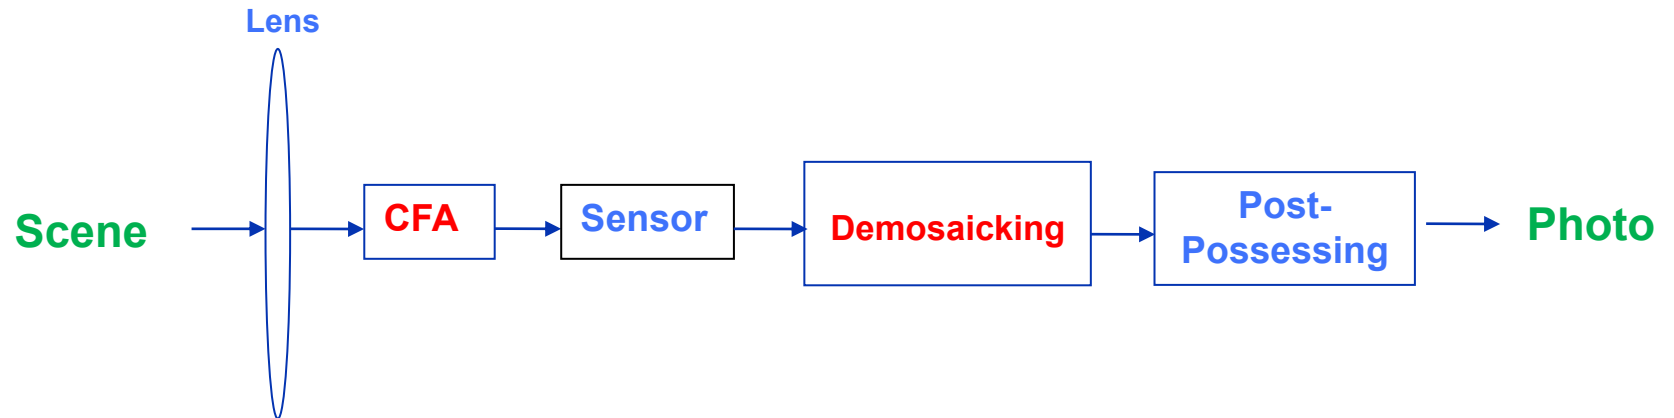 Lens
Scene
CFA
Sensor
Demosaicking
Post-
Possessing
Photo